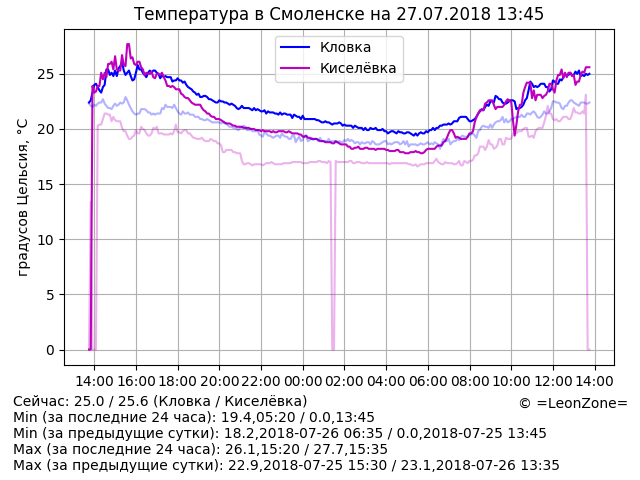 Температура в Смоленске на 27.07.2018 13:45
Кловка
Киселёвка
градусов Цельсия, °C
25
20
15
10
5
0
14:00 16:00 18:00 20:00 22:00 00:00 02:00 04:00 06:00 08:00 10:00 12:00 14:00
© =LeonZone=
Сейчас: 25.0 / 25.6 (Кловка / Киселёвка)
Min (за последние 24 часа): 19.4,05:20 / 0.0,13:45
Min (за предыдущие сутки): 18.2,2018-07-26 06:35 / 0.0,2018-07-25 13:45
Max (за последние 24 часа): 26.1,15:20 / 27.7,15:35
Max (за предыдущие сутки): 22.9,2018-07-25 15:30 / 23.1,2018-07-26 13:35